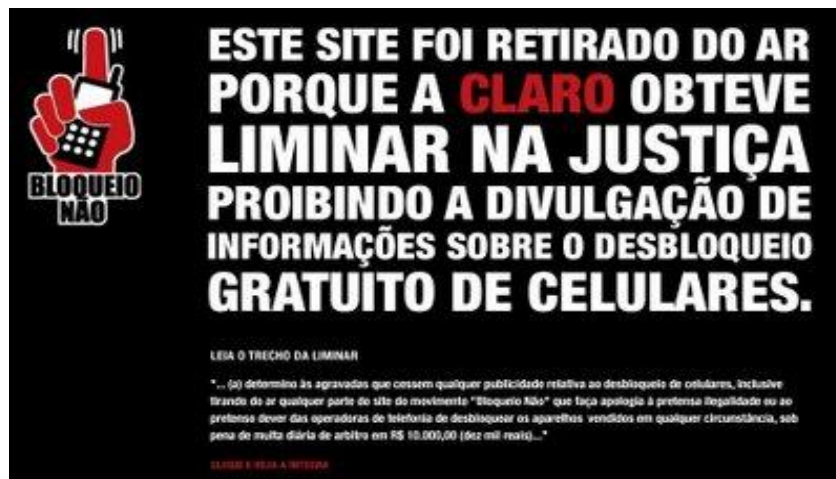 BLOQUEIO
NÃO
ESTE SITE FOI RETIRADO DO AR
PORQUE A CLARO OBTEVE
LIMINAR NA JUSTIÇA
PROIBINDO A DIVULGAÇÃO DE
INFORMAÇÕES SOBRE O DESBLOQUEIO
GRATUITO DE CELULARES.
LEIA O TRECHO DA LIMINAR
"... (a) determino às agravadas que cessem qualquer publicidade relativa ao desbloqueio de celulares, inclusive
tirando do ar qualquer parte do site do movimento "Bloqueio Não" que faça apologia à pretensa ilegalidade ou ao
pretenso dever das operadoras de telefonia de desbloquear os aparelhos vendidos em qualquer circunstância, sob
pena de multa diária de arbitro em R$ 10.000,00 (dez mil reais)..."
CLIQUE E VEJA A ÍNTEGRA